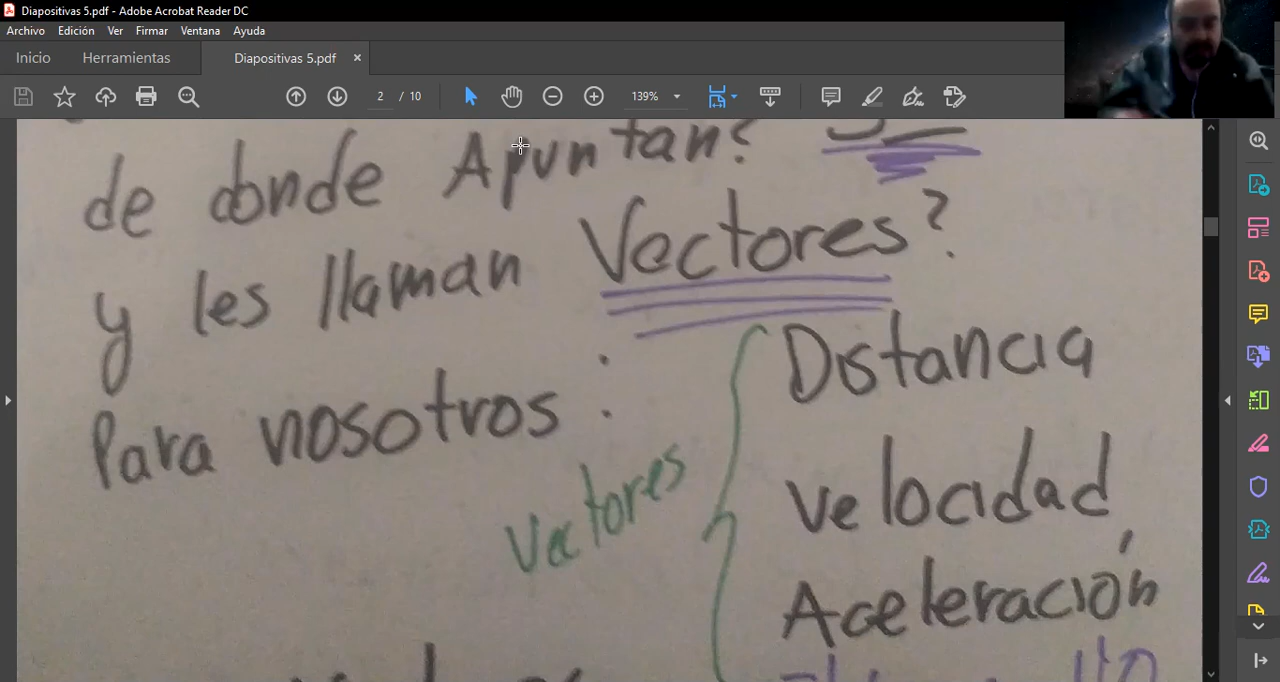 Diapositivas 5.pdf - Adobe Acrobat Reader DC
Archivo Edición Ver Firmar Ventana Ayuda
Inicio Herramientas Diapositivas 5.pdf ×
2 / 10 139%
de donde Apuntan?
y les llaman Vectores?
Para nosotros :
vectores
Distancia
velocidad
Aceleración